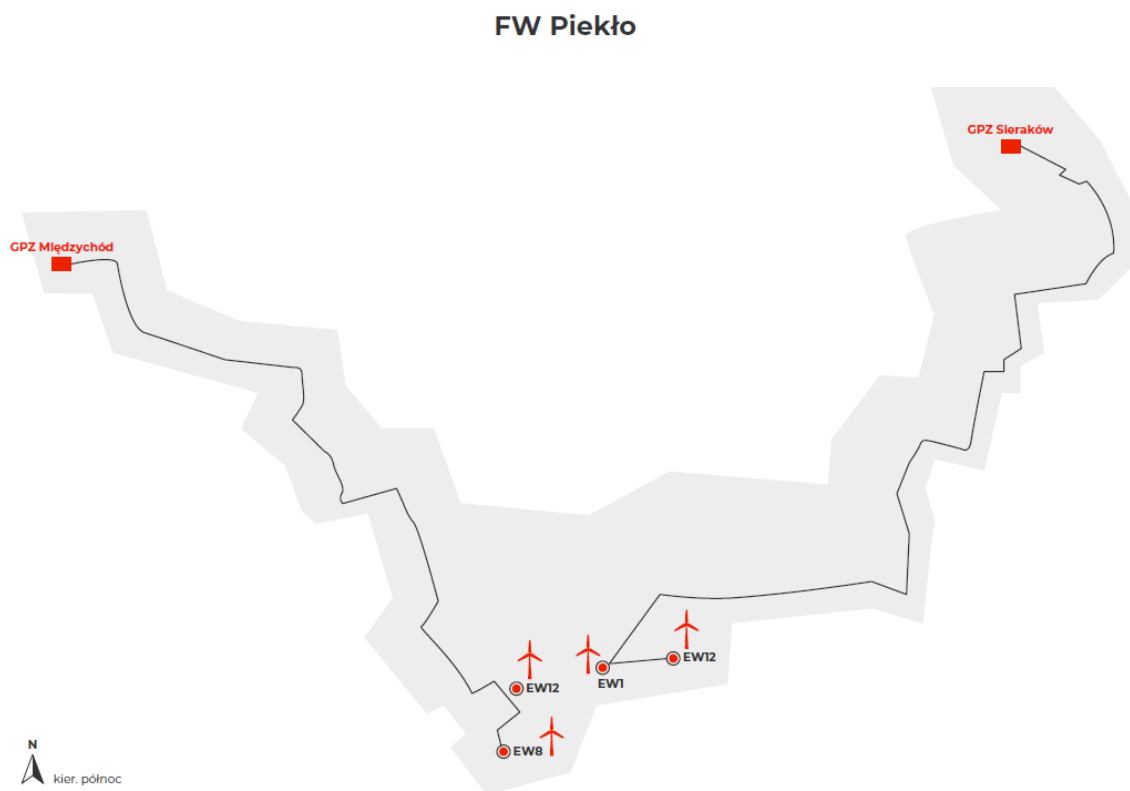 FW Piekło
GPZ Sieraków
GPZ Międzychód
EW12
EW12
EW1
EW8
N
kier. północ